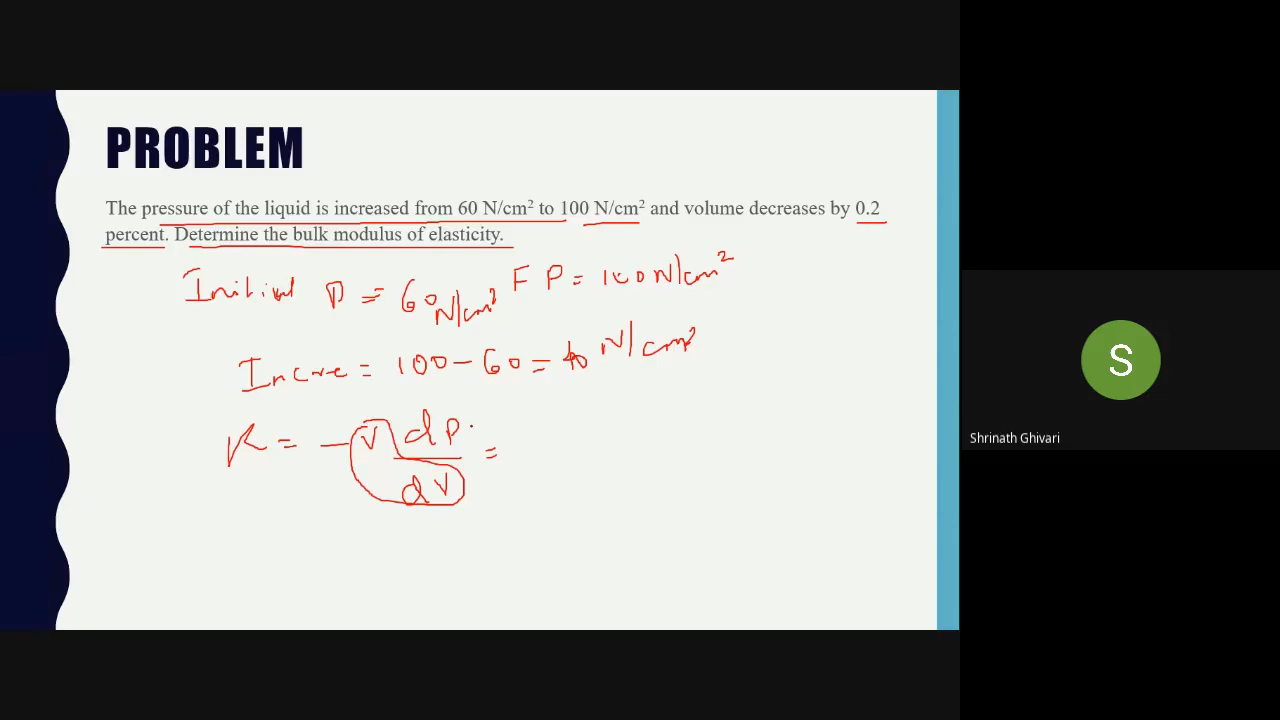 PROBLEM
The pressure of the liquid is increased from 60 N/cm² to 100 N/cm² and volume decreases by 0.2
percent. Determine the bulk modulus of elasticity.
Initial P = 60 N/cm² F P = 100 N/cm²
Incre = 100 - 60 = 40 N/cm²
K = - V dP / dV =
S
Shrinath Ghivari